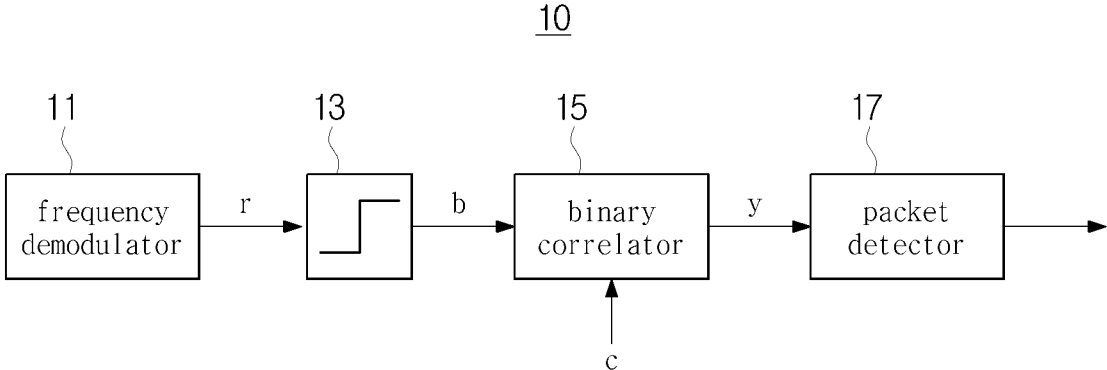 10
11
13
15
17
frequency
demodulator
r
b
binary
correlator
y
packet
detector
c